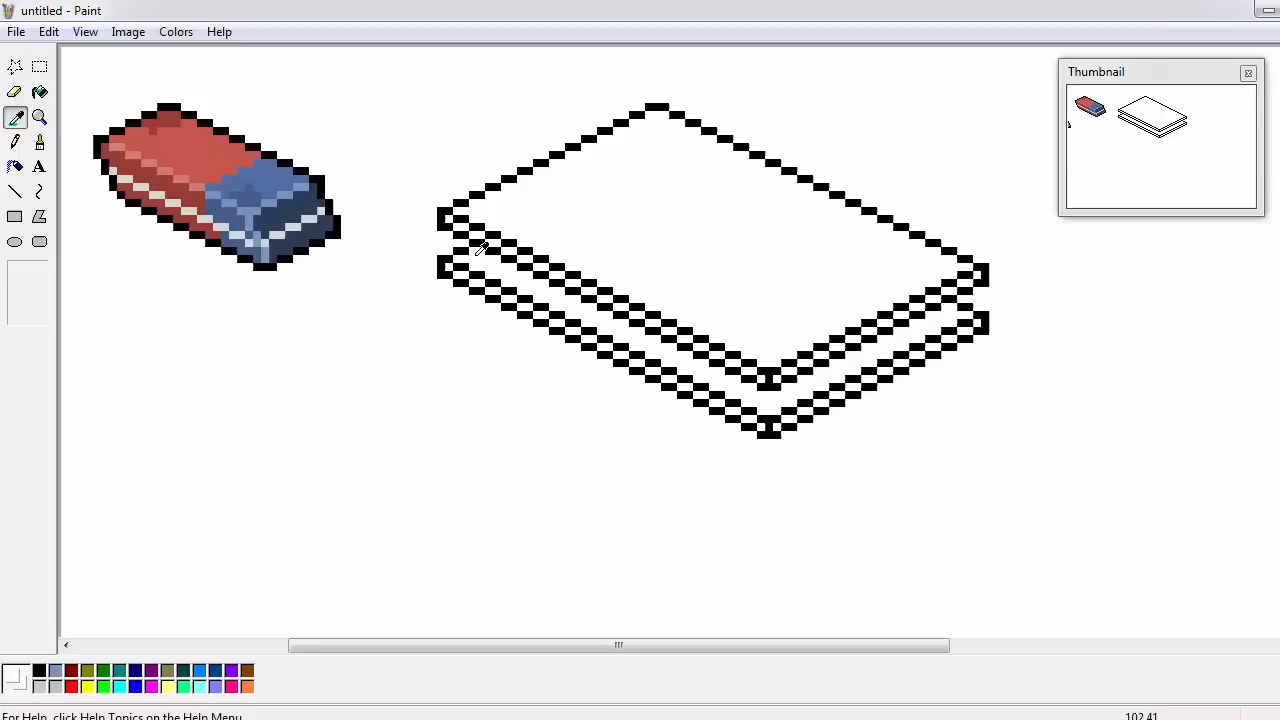 untitled - Paint
File Edit View Image Colors Help
Thumbnail
A
For Help, click Help Topics on the Help Menu.
102,41